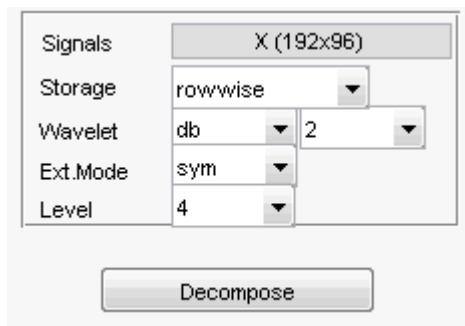 Signals X (192x96)
Storage rowwise
Wavelet db 2
Ext.Mode sym
Level 4
Decompose